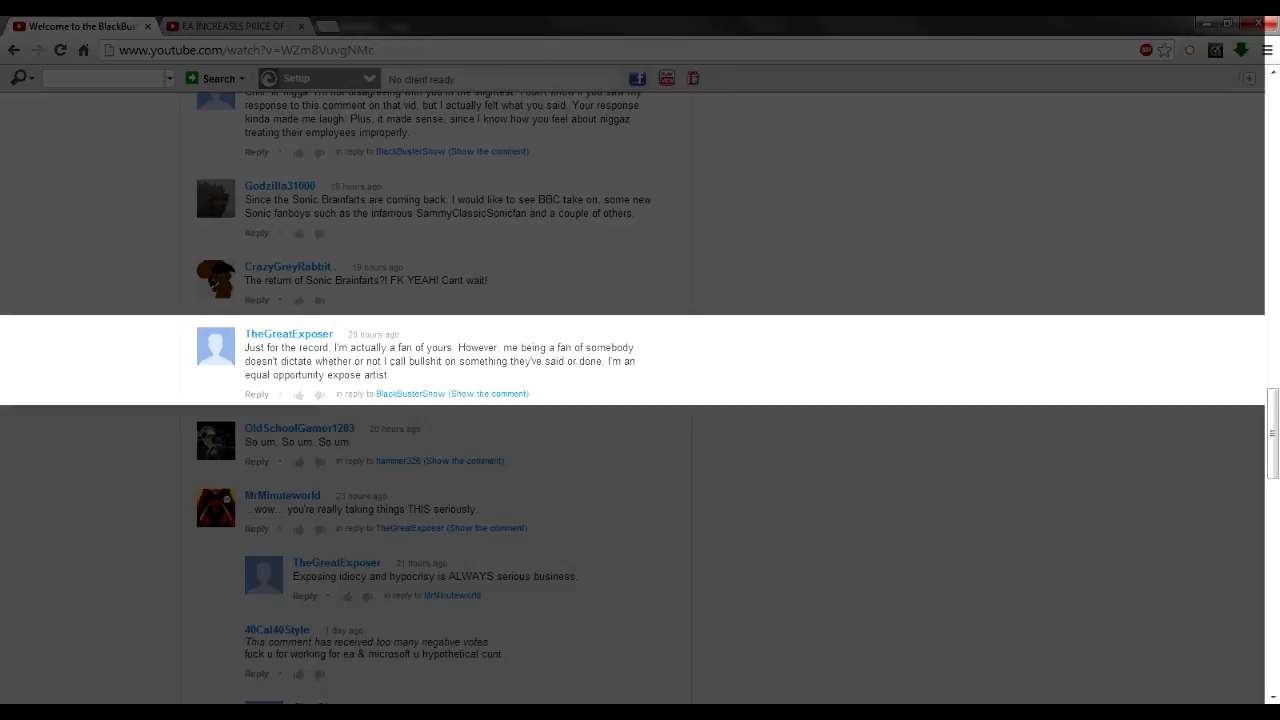 Welcome to the BlackBus
EA INCREASES PRICE OF
www.youtube.com/watch?v=WZm8VuvgNMc
Search
Setup
No client ready
Chill. lil' nigga I'm not disagreeing with you in the slightest. I don't know if you saw my
response to this comment on that vid, but I actually felt what you said. Your response
kinda made me laugh. Plus, it made sense, since I know how you feel about niggaz
treating their employees improperly.
Reply · in reply to BlackBusterShow (Show the comment)
Godzilla31000 19 hours ago
Since the Sonic Brainfarts are coming back. I would like to see BBC take on, some new
Sonic fanboys such as the infamous SammyClassicSonicfan and a couple of others.
Reply ·
CrazyGreyRabbit . 19 hours ago
The return of Sonic Brainfarts?! FK YEAH! Cant wait!
Reply ·
TheGreatExposer 20 hours ago
Just for the record, I'm actually a fan of yours. However, me being a fan of somebody
doesn't dictate whether or not I call bullshit on something they've said or done. I'm an
equal opportunity expose artist.
Reply · in reply to BlackBusterShow (Show the comment)
OldSchoolGamer1203 20 hours ago
So um. So um. So um.
Reply · in reply to hammer326 (Show the comment)
MrMinuteworld 23 hours ago
...wow... you're really taking things THIS seriously.
Reply · in reply to TheGreatExposer (Show the comment)
TheGreatExposer 21 hours ago
Exposing idiocy and hypocrisy is ALWAYS serious business.
Reply · in reply to MrMinuteworld
40Cal40Style 1 day ago
This comment has received too many negative votes
fuck u for working for ea & microsoft u hypothetical cunt
Reply ·